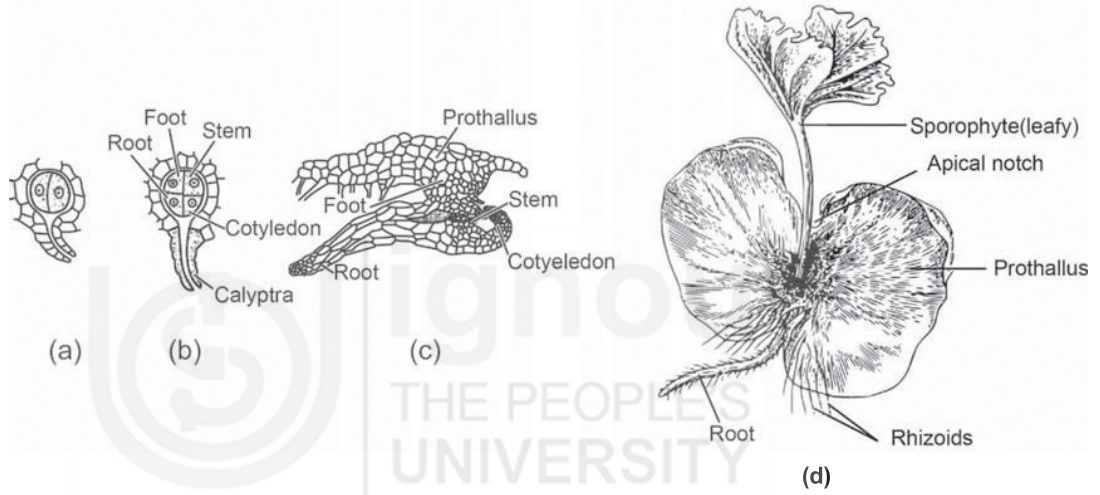 Foot
Stem
Root
Cotyledon
Calyptra
(a)
(b)
Prothallus
Foot
Stem
Root
Cotyeledon
(c)
Sporophyte(leafy)
Apical notch
Prothallus
Root
Rhizoids
(d)
ignou
THE PEOPLE'S
UNIVERSITY